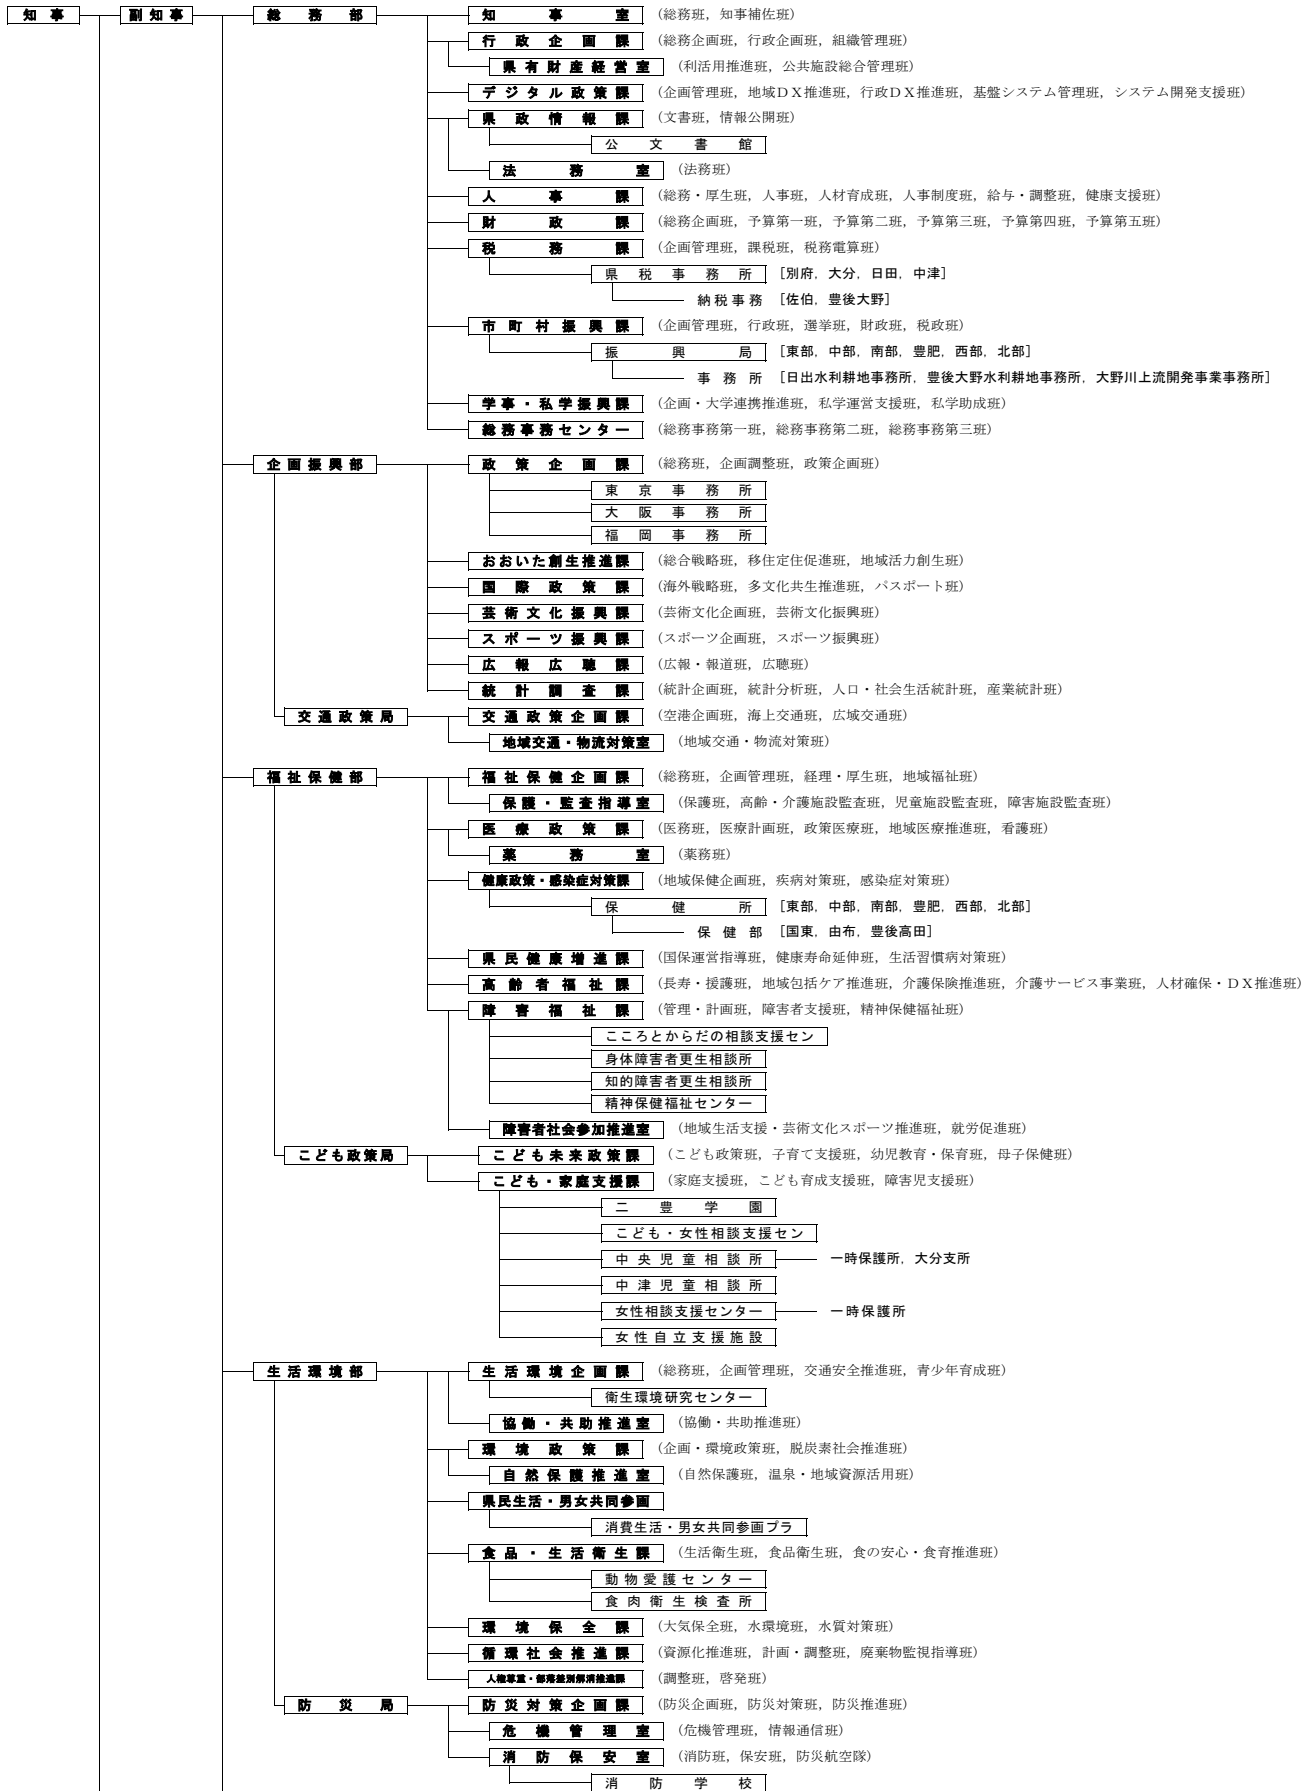 知事 副知事 総務部 知事室 (総務班，知事補佐班)
行政企画課 (総務企画班，行政企画班，組織管理班)
県有財産経営室 (利活用推進班，公共施設総合管理班)
デジタル政策課 (企画管理班，地域ＤＸ推進班，行政ＤＸ推進班，基盤システム管理班，システム開発支援班)
県政情報課 (文書班，情報公開班)
公文書館
法務室 (法務班)
人事課 (総務・厚生班，人事班，人材育成班，人事制度班，給与・調整班，健康支援班)
財政課 (総務企画班，予算第一班，予算第二班，予算第三班，予算第四班，予算第五班)
税務課 (企画管理班，課税班，税務電算班)
県税事務所 [別府，大分，日田，中津]
納税事務 [佐伯，豊後大野]
市町村振興課 (企画管理班，行政班，選挙班，財政班，税政班)
振興局 [東部，中部，南部，豊肥，西部，北部]
事務所 [日出水利耕地事務所，豊後大野水利耕地事務所，大野川上流開発事業事務所]
学事・私学振興課 (企画・大学連携推進班，私学運営支援班，私学助成班)
総務事務センター (総務事務第一班，総務事務第二班，総務事務第三班)
企画振興部 政策企画課 (総務班，企画調整班，政策企画班)
東京事務所
大阪事務所
福岡事務所
おおいた創生推進課 (総合戦略班，移住定住促進班，地域活力創生班)
国際政策課 (海外戦略班，多文化共生推進班，パスポート班)
芸術文化振興課 (芸術文化企画班，芸術文化振興班)
スポーツ振興課 (スポーツ企画班，スポーツ振興班)
広報広聴課 (広報・報道班，広聴班)
統計調査課 (統計企画班，統計分析班，人口・社会生活統計班，産業統計班)
交通政策局 交通政策企画課 (空港企画班，海上交通班，広域交通班)
地域交通・物流対策室 (地域交通・物流対策班)
福祉保健部 福祉保健企画課 (総務班，企画管理班，経理・厚生班，地域福祉班)
保護・監査指導室 (保護班，高齢・介護施設監査班，児童施設監査班，障害施設監査班)
医療政策課 (医務班，医療計画班，政策医療班，地域医療推進班，看護班)
薬務室 (薬務班)
健康政策・感染症対策課 (地域保健企画班，疾病対策班，感染症対策班)
保健所 [東部，中部，南部，豊肥，西部，北部]
保健部 [国東，由布，豊後高田]
県民健康増進課 (国保運営指導班，健康寿命延伸班，生活習慣病対策班)
高齢者福祉課 (長寿・援護班，地域包括ケア推進班，介護保険推進班，介護サービス事業班，人材確保・ＤＸ推進班)
障害福祉課 (管理・計画班，障害者支援班，精神保健福祉班)
こころとからだの相談支援セン
身体障害者更生相談所
知的障害者更生相談所
精神保健福祉センター
障害者社会参加推進室 (地域生活支援・芸術文化スポーツ推進班，就労促進班)
こども政策局 こども未来政策課 (こども政策班，子育て支援班，幼児教育・保育班，母子保健班)
こども・家庭支援課 (家庭支援班，こども育成支援班，障害児支援班)
二豊学園
こども・女性相談支援セン
中央児童相談所 一時保護所，大分支所
中津児童相談所
女性相談支援センター 一時保護所
女性自立支援施設
生活環境部 生活環境企画課 (総務班，企画管理班，交通安全推進班，青少年育成班)
衛生環境研究センター
協働・共助推進室 (協働・共助推進班)
環境政策課 (企画・環境政策班，脱炭素社会推進班)
自然保護推進室 (自然保護班，温泉・地域資源活用班)
県民生活・男女共同参画
消費生活・男女共同参画プラ
食品・生活衛生課 (生活衛生班，食品衛生班，食の安心・食育推進班)
動物愛護センター
食肉衛生検査所
環境保全課 (大気保全班，水環境班，水質対策班)
循環社会推進課 (資源化推進班，計画・調整班，廃棄物監視指導班)
人権尊重・部落差別解消推進課 (調整班，啓発班)
防災局 防災対策企画課 (防災企画班，防災対策班，防災推進班)
危機管理室 (危機管理班，情報通信班)
消防保安室 (消防班，保安班，防災航空隊)
消防学校